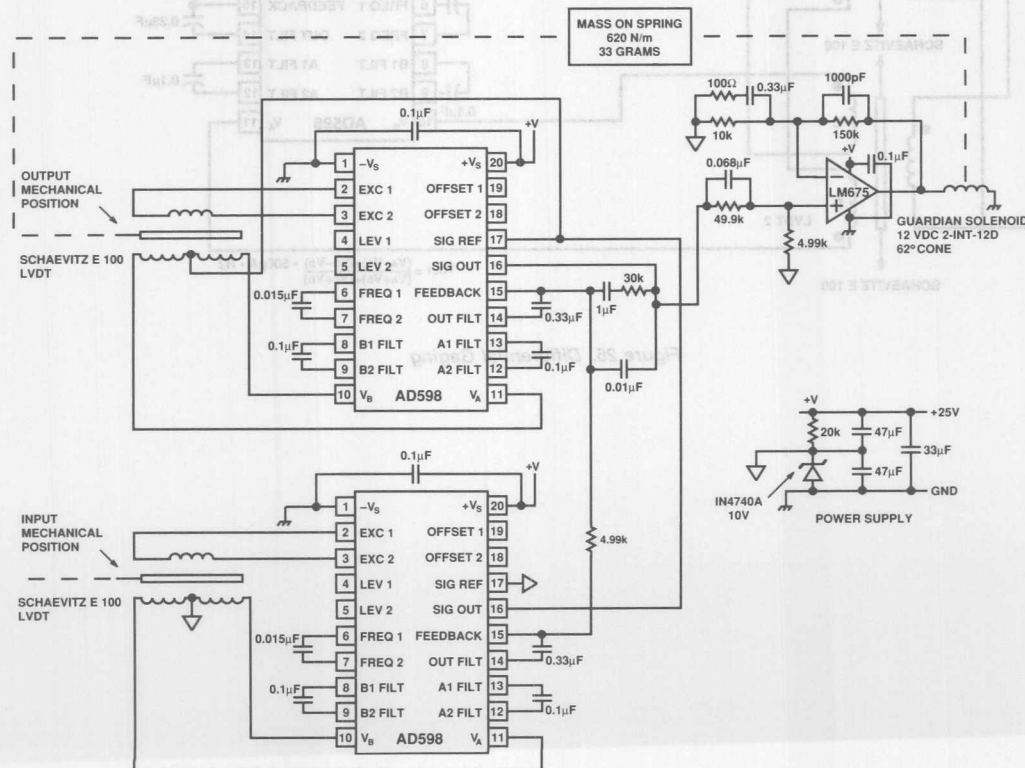 MASS ON SPRING
620 N/m
33 GRAMS
100Ω
0.33µF
1000pF
10k
150k
+V
0.1µF
0.068µF
LM675
49.9k
4.99k
GUARDIAN SOLENOID
12 VDC 2-INT-12D
62° CONE
0.1µF
+V
OUTPUT
MECHANICAL
POSITION
SCHAEVITZ E 100
LVDT
0.015µF
0.1µF
1 –VS +VS 20
2 EXC 1 OFFSET 1 19
3 EXC 2 OFFSET 2 18
4 LEV 1 SIG REF 17
5 LEV 2 SIG OUT 16
6 FREQ 1 FEEDBACK 15
7 FREQ 2 OUT FILT 14
8 B1 FILT A1 FILT 13
9 B2 FILT A2 FILT 12
10 VB AD598 VA 11
30k
1µF
0.33µF
0.1µF
0.01µF
4.99k
+V
+25V
20k
47µF
33µF
47µF
IN4740A
10V
GND
POWER SUPPLY
0.1µF
+V
INPUT
MECHANICAL
POSITION
SCHAEVITZ E 100
LVDT
0.015µF
0.1µF
1 –VS +VS 20
2 EXC 1 OFFSET 1 19
3 EXC 2 OFFSET 2 18
4 LEV 1 SIG REF 17
5 LEV 2 SIG OUT 16
6 FREQ 1 FEEDBACK 15
7 FREQ 2 OUT FILT 14
8 B1 FILT A1 FILT 13
9 B2 FILT A2 FILT 12
10 VB AD598 VA 11
0.33µF
0.1µF